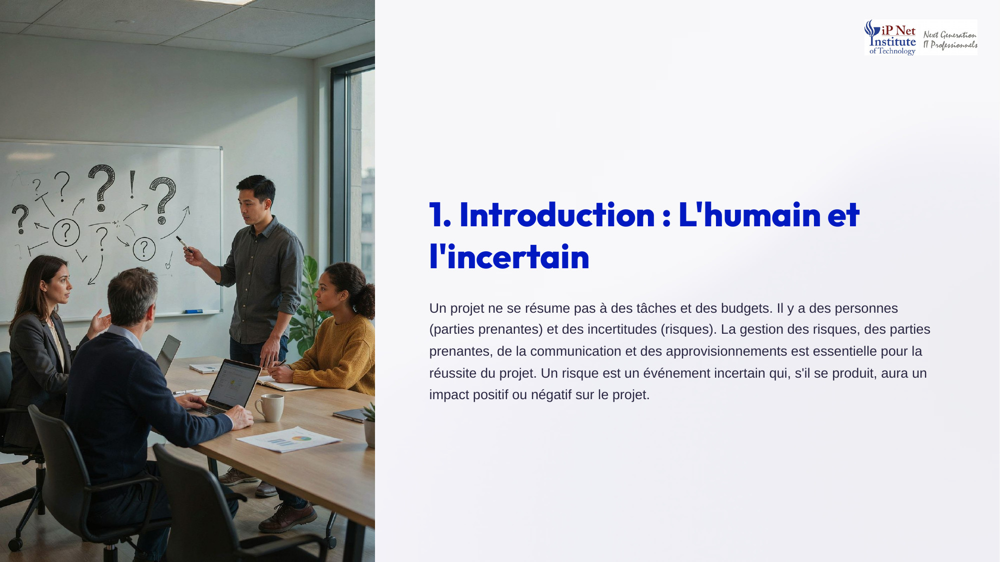 iP Net
Institute
of Technology
Next Generation
IT Professionnels
? ? ? ! ?
? ? ? ?
1. Introduction : L'humain et
l'incertain
Un projet ne se résume pas à des tâches et des budgets. Il y a des personnes
(parties prenantes) et des incertitudes (risques). La gestion des risques, des parties
prenantes, de la communication et des approvisionnements est essentielle pour la
réussite du projet. Un risque est un événement incertain qui, s'il se produit, aura un
impact positif ou négatif sur le projet.